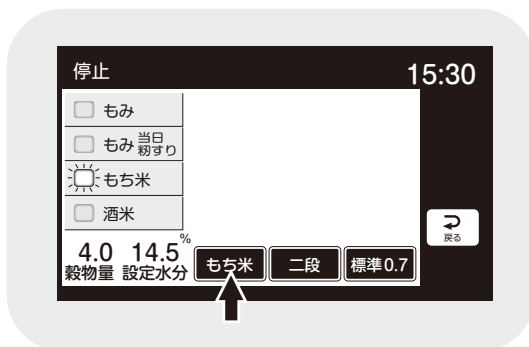 停止 15:30
もみ
もみ 当日籾すり
もち米
酒米
戻る
4.0 14.5%
穀物量 設定水分
もち米 二段 標準0.7